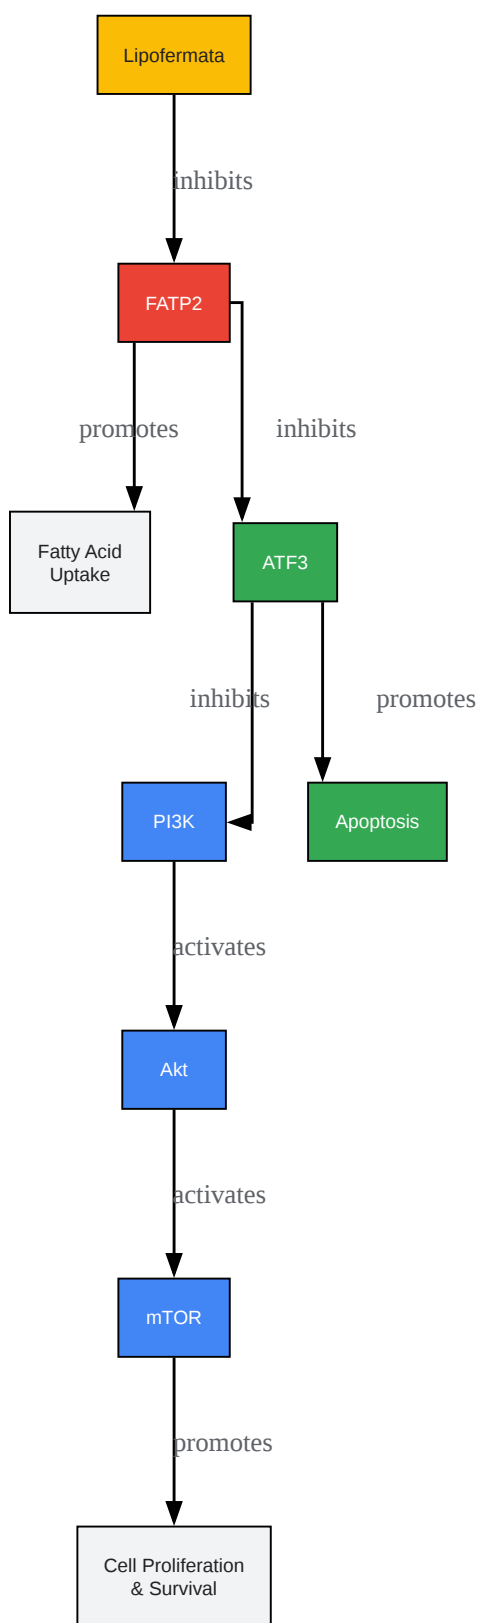 Lipofermata
inhibits
FATP2
promotes
inhibits
Fatty Acid
Uptake
ATF3
inhibits
promotes
PI3K
Apoptosis
activates
Akt
activates
mTOR
promotes
Cell Proliferation
& Survival